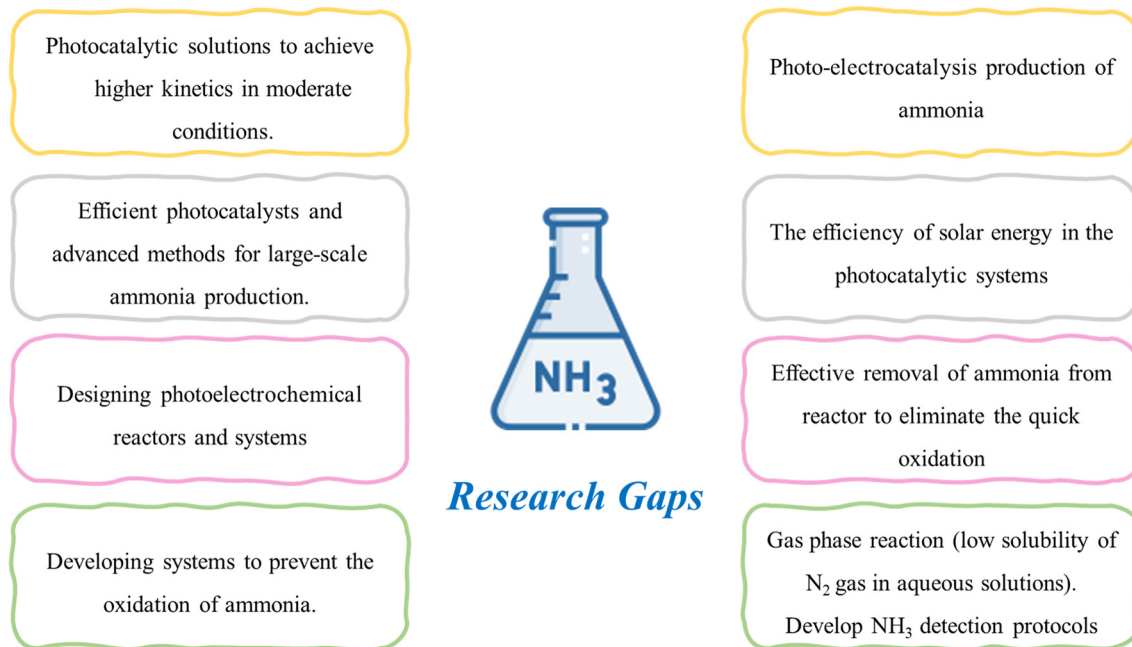 Photocatalytic solutions to achieve
higher kinetics in moderate
conditions.
Efficient photocatalysts and
advanced methods for large-scale
ammonia production.
Designing photoelectrochemical
reactors and systems
Developing systems to prevent the
oxidation of ammonia.
NH₃
Research Gaps
Photo-electrocatalysis production of
ammonia
The efficiency of solar energy in the
photocatalytic systems
Effective removal of ammonia from
reactor to eliminate the quick
oxidation
Gas phase reaction (low solubility of
N₂ gas in aqueous solutions).
Develop NH₃ detection protocols